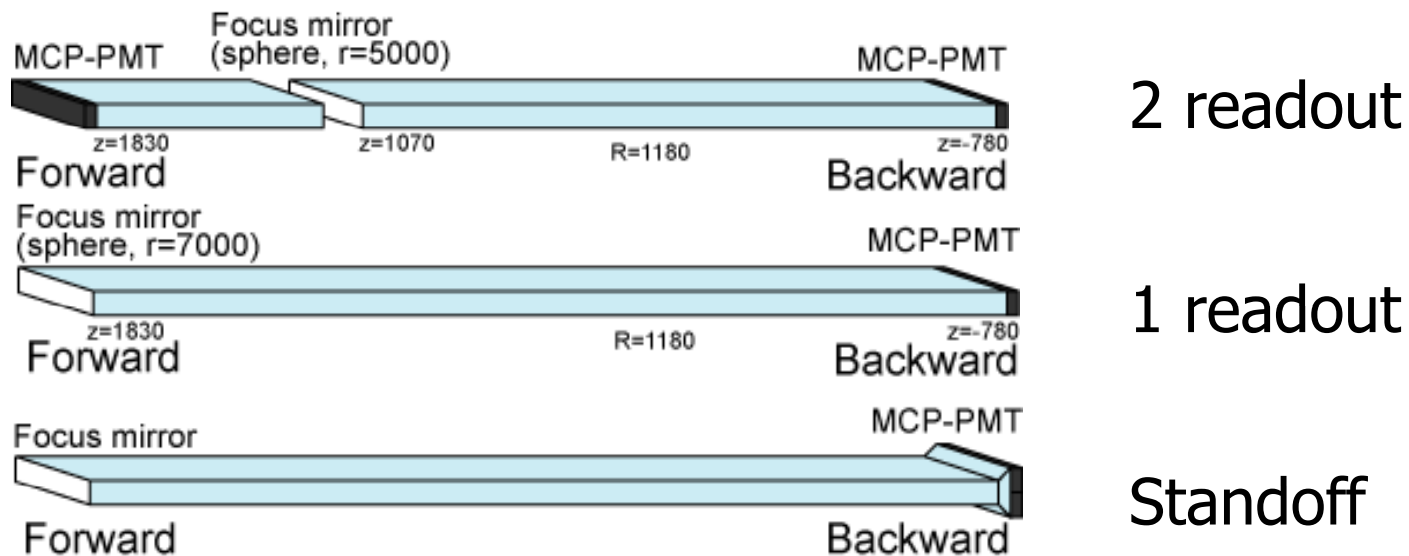 Focus mirror
(sphere, r=5000)
MCP-PMT
MCP-PMT
2 readout
z=1830
z=1070
R=1180
z=-780
Forward
Backward
Focus mirror
(sphere, r=7000)
MCP-PMT
1 readout
z=1830
R=1180
z=-780
Forward
Backward
MCP-PMT
Focus mirror
Standoff
Forward
Backward